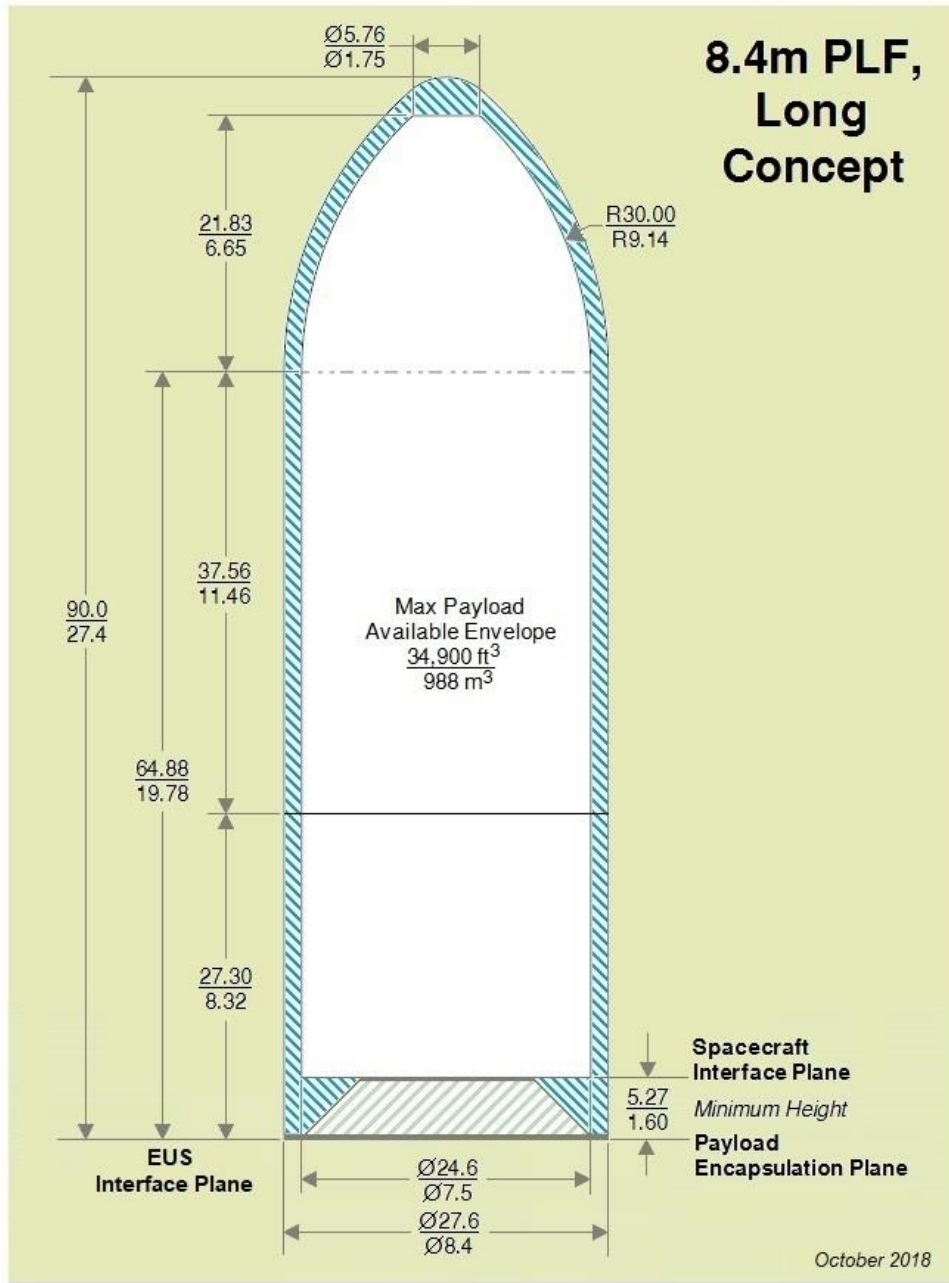 8.4m PLF,
Long
Concept
Ø5.76
Ø1.75
21.83
6.65
R30.00
R9.14
37.56
11.46
90.0
27.4
Max Payload
Available Envelope
34,900 ft³
988 m³
64.88
19.78
27.30
8.32
Spacecraft
Interface Plane
5.27
1.60
Minimum Height
Payload
Encapsulation Plane
EUS
Interface Plane
Ø24.6
Ø7.5
Ø27.6
Ø8.4
October 2018